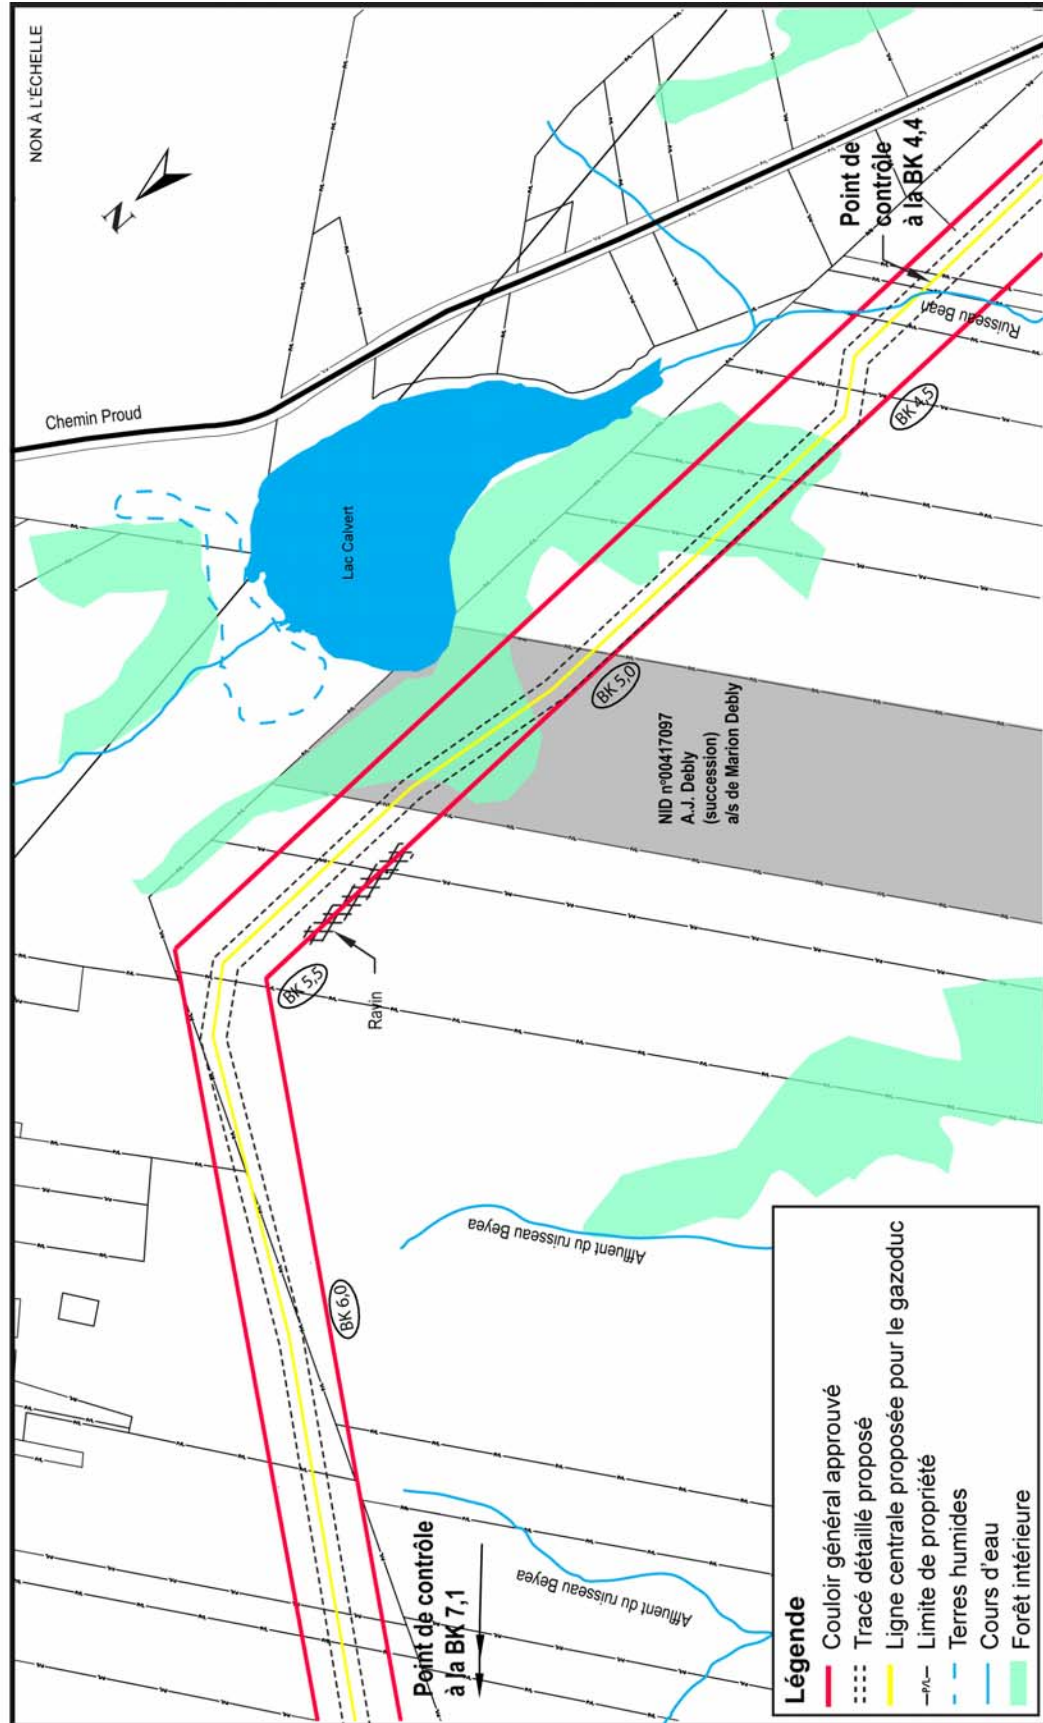 NON À L'ÉCHELLE
N
Chemin Proud
Lac Calvert
Point de
contrôle
à la BK 4,4
Ruisseau Bean
BK 4,5
BK 5,0
NID nº00417097
A.J. Debly
(succession)
a/s de Marion Debly
BK 5,5
Ravin
BK 6,0
Affluent du ruisseau Beyea
Affluent du ruisseau Beyea
Point de contrôle
à la BK 7,1
Légende
Couloir général approuvé
Tracé détaillé proposé
Ligne centrale proposée pour le gazoduc
P/L Limite de propriété
Terres humides
Cours d'eau
Forêt intérieure